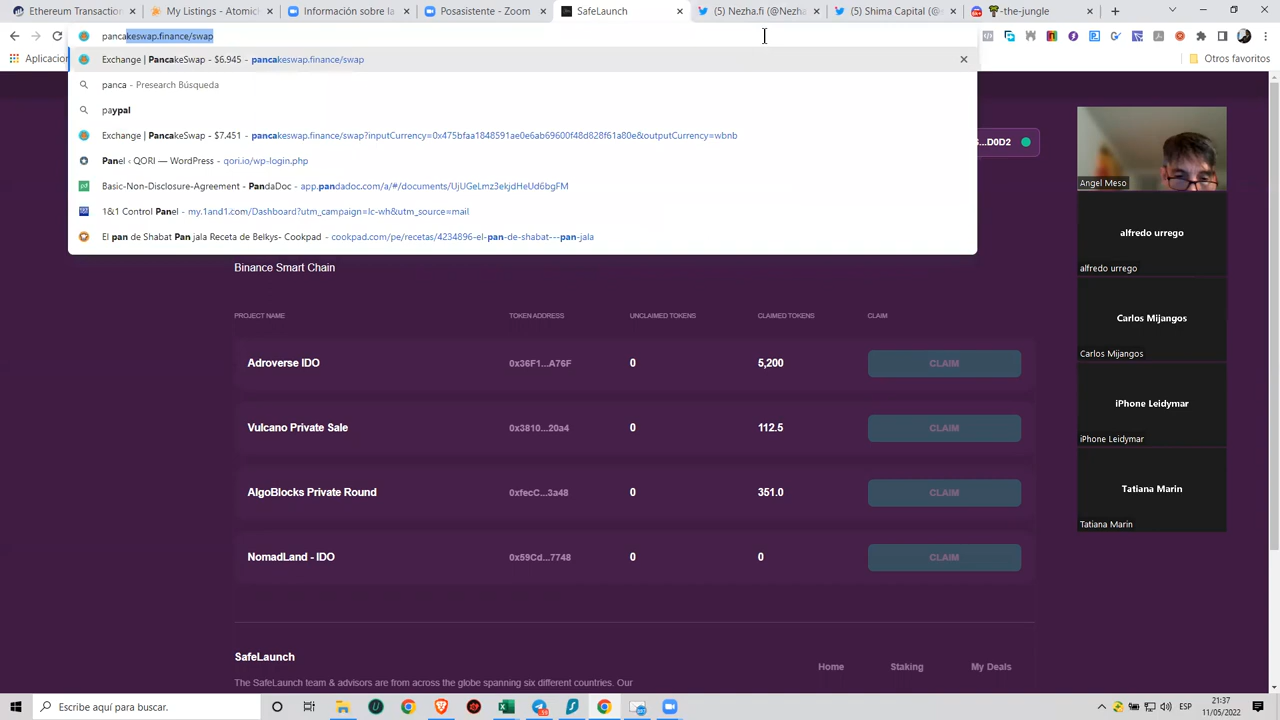 Ethereum Transactio
Información sobre la
Posasistente - Zoom
SafeLaunch
(5) Nezha.fi (@Nezha
(5) Shima Capital (@s
pancakeswap.finance/swap
Aplicacion
Otros favoritos
Exchange | PancakeSwap - $6.945 - pancakeswap.finance/swap
panca - Presearch Búsqueda
paypal
Exchange | PancakeSwap - $7.451 - pancakeswap.finance/swap?inputCurrency=0x475bfaa1848591ae0e6ab69600f48d828f61a80e&outputCurrency=wbnb
Panel ‹ QORI — WordPress - qori.io/wp-login.php
Basic-Non-Disclosure-Agreement - PandaDoc - app.pandadoc.com/a/#/documents/UjUGeLmz3ekjdHeUd6bgFM
1&1 Control Panel - my.1and1.com/Dashboard?utm_campaign=lc-wh&utm_source=mail
El pan de Shabat Pan jala Receta de Belkys- Cookpad - cookpad.com/pe/recetas/4234896-el-pan-de-shabat---pan-jala
...D0D2
Binance Smart Chain
PROJECT NAME TOKEN ADDRESS UNCLAIMED TOKENS CLAIMED TOKENS CLAIM
Adroverse IDO 0x36F1...A76F 0 5,200 CLAIM
Vulcano Private Sale 0x3810...20a4 0 112.5 CLAIM
AlgoBlocks Private Round 0xfecC...3a48 0 351.0 CLAIM
NomadLand - IDO 0x59Cd...7748 0 0 CLAIM
SafeLaunch
Home Staking My Deals
The SafeLaunch team & advisors are from across the globe spanning six different countries. Our
Angel Meso
alfredo urrego
alfredo urrego
Carlos Mijangos
Carlos Mijangos
iPhone Leidymar
iPhone Leidymar
Tatiana Marin
Tatiana Marin
Escribe aquí para buscar.
ESP
21:37
11/05/2022